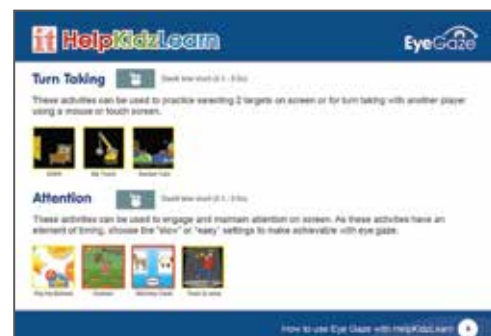 it HelpKidzLearn
EyeGaze
Turn Taking
These activities can be used to practice selecting 2 targets on screen or for turn taking with another player
using a mouse or touch screen.
Attention
These activities can be used to engage and maintain attention on screen. As these activities have an
element of timing, choose the "slow" or "easy" settings to make achievable with eye gaze.
How to use Eye Gaze with HelpKidzLearn